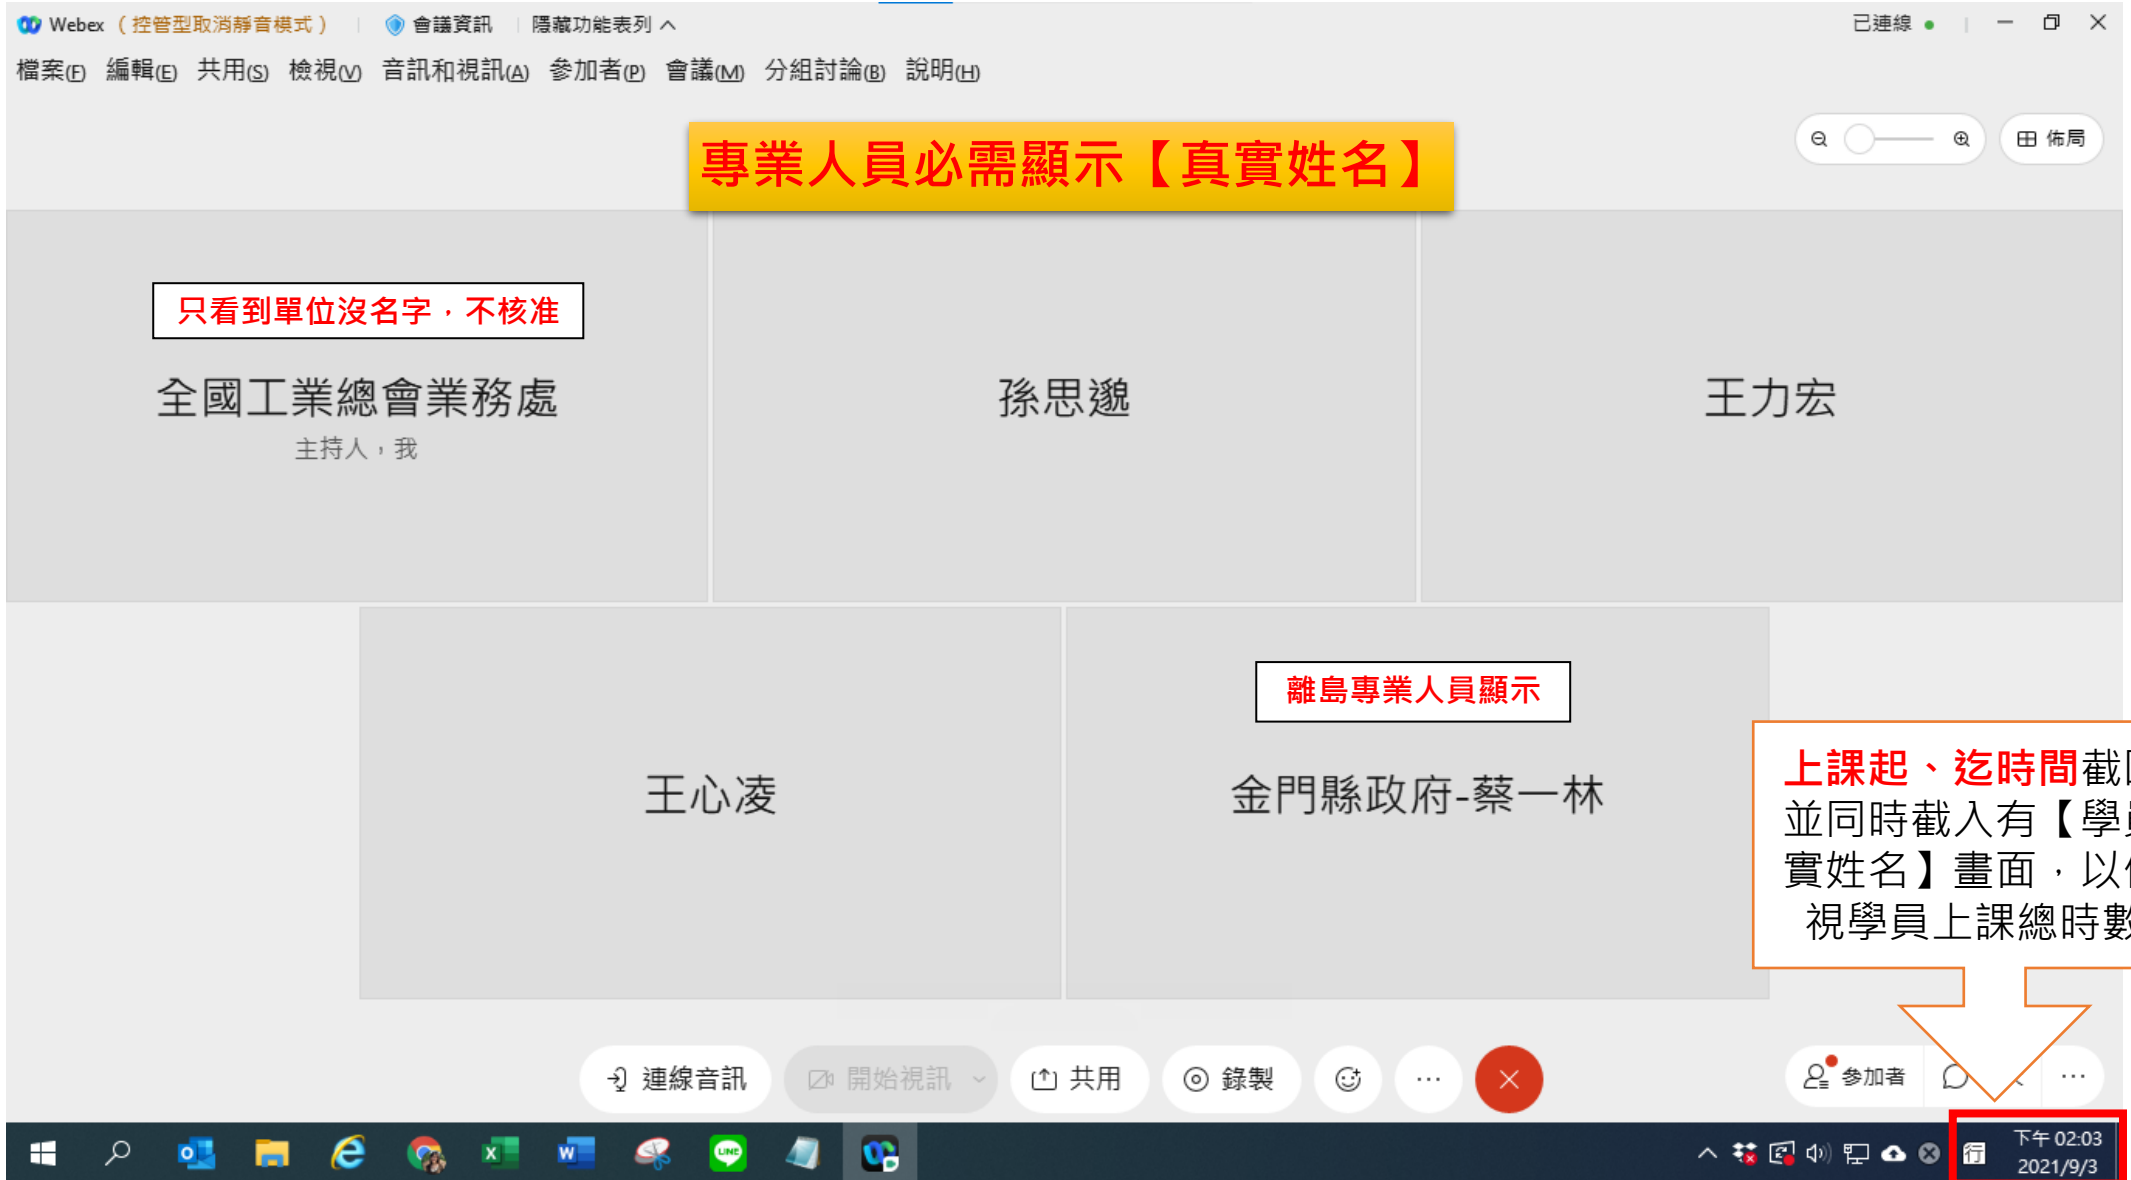 Webex （控管型取消靜音模式） 會議資訊 隱藏功能表列 已連線
檔案(F) 編輯(E) 共用(S) 檢視(V) 音訊和視訊(A) 參加者(P) 會議(M) 分組討論(B) 說明(H)
佈局
專業人員必需顯示【真實姓名】
只看到單位沒名字，不核准
全國工業總會業務處
主持人，我
孫思邈
王力宏
王心凌
離島專業人員顯示
金門縣政府-蔡一林
上課起、迄時間截
並同時截入有【學
實姓名】畫面，以
視學員上課總時數
連線音訊 開始視訊 共用 錄製 參加者
LINE
行
下午 02:03
2021/9/3